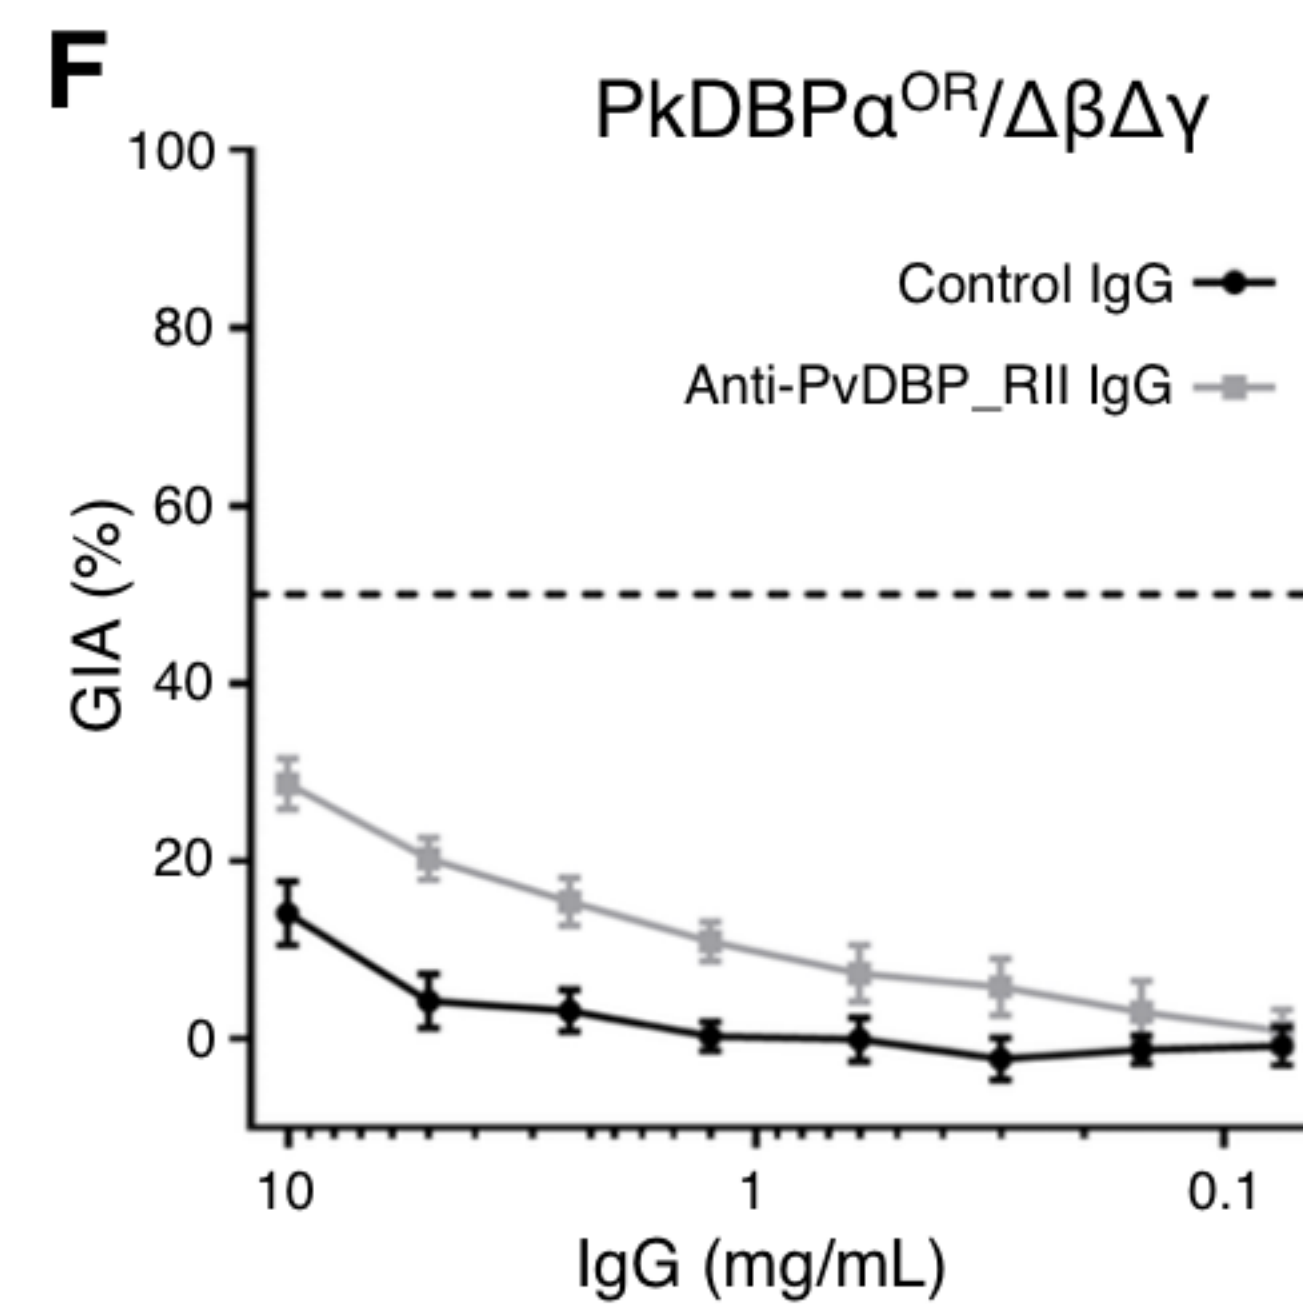 F
PkDBPα^OR/ΔβΔγ
100
80
60
40
20
0
GIA (%)
Control IgG
Anti-PvDBP_RII IgG
10 1 0.1
IgG (mg/mL)